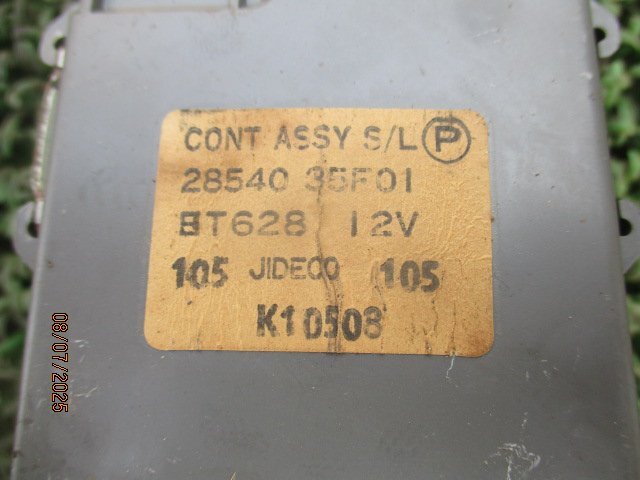 CONT ASSY S/L P
28540 35F01
BT628 12V
105 JIDECO 105
K10508
08/07/2025